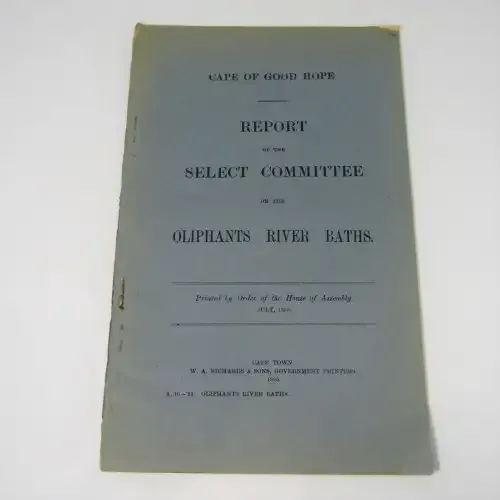 CAPE OF GOOD HOPE
REPORT
OF THE
SELECT COMMITTEE
ON THE
OLIPHANTS RIVER BATHS.
Printed by Order of the House of Assembly
JULY,
CAPE TOWN
W. A. RICHARDS & SONS, GOVERNMENT PRINTERS
OLIPHANTS RIVER BATHS.